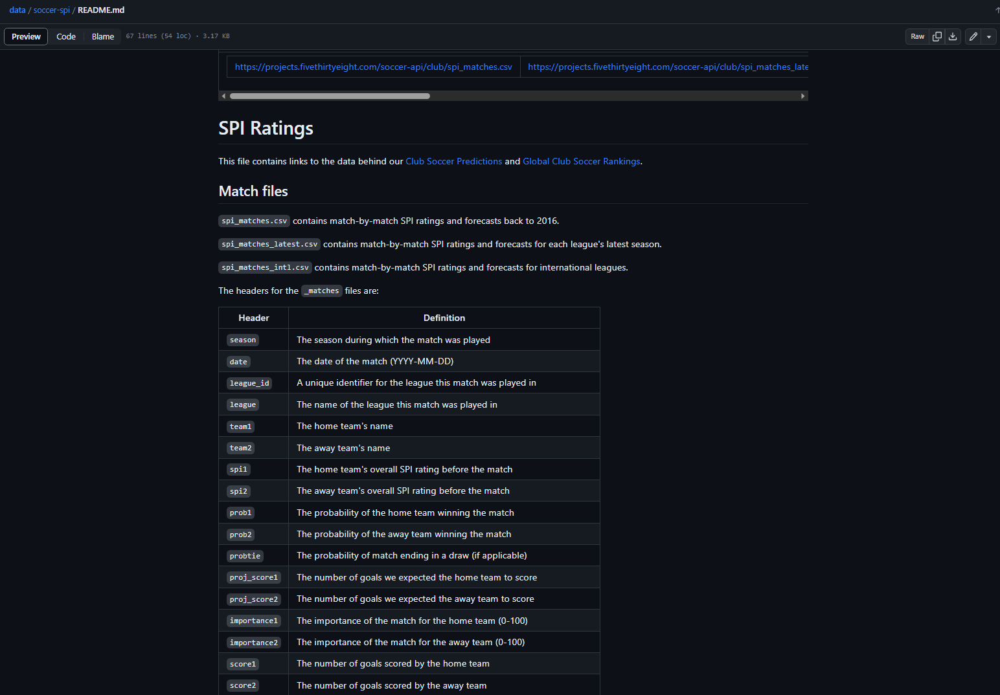 data / soccer-spi / README.md
Preview Code Blame 67 lines (54 loc) · 3.17 KB Raw
https://projects.fivethirtyeight.com/soccer-api/club/spi_matches.csv https://projects.fivethirtyeight.com/soccer-api/club/spi_matches_late
SPI Ratings
This file contains links to the data behind our Club Soccer Predictions and Global Club Soccer Rankings.
Match files
spi_matches.csv contains match-by-match SPI ratings and forecasts back to 2016.
spi_matches_latest.csv contains match-by-match SPI ratings and forecasts for each league's latest season.
spi_matches_intl.csv contains match-by-match SPI ratings and forecasts for international leagues.
The headers for the _matches files are:
Header Definition
season The season during which the match was played
date The date of the match (YYYY-MM-DD)
league_id A unique identifier for the league this match was played in
league The name of the league this match was played in
team1 The home team's name
team2 The away team's name
spi1 The home team's overall SPI rating before the match
spi2 The away team's overall SPI rating before the match
prob1 The probability of the home team winning the match
prob2 The probability of the away team winning the match
probtie The probability of match ending in a draw (if applicable)
proj_score1 The number of goals we expected the home team to score
proj_score2 The number of goals we expected the away team to score
importance1 The importance of the match for the home team (0-100)
importance2 The importance of the match for the away team (0-100)
score1 The number of goals scored by the home team
score2 The number of goals scored by the away team